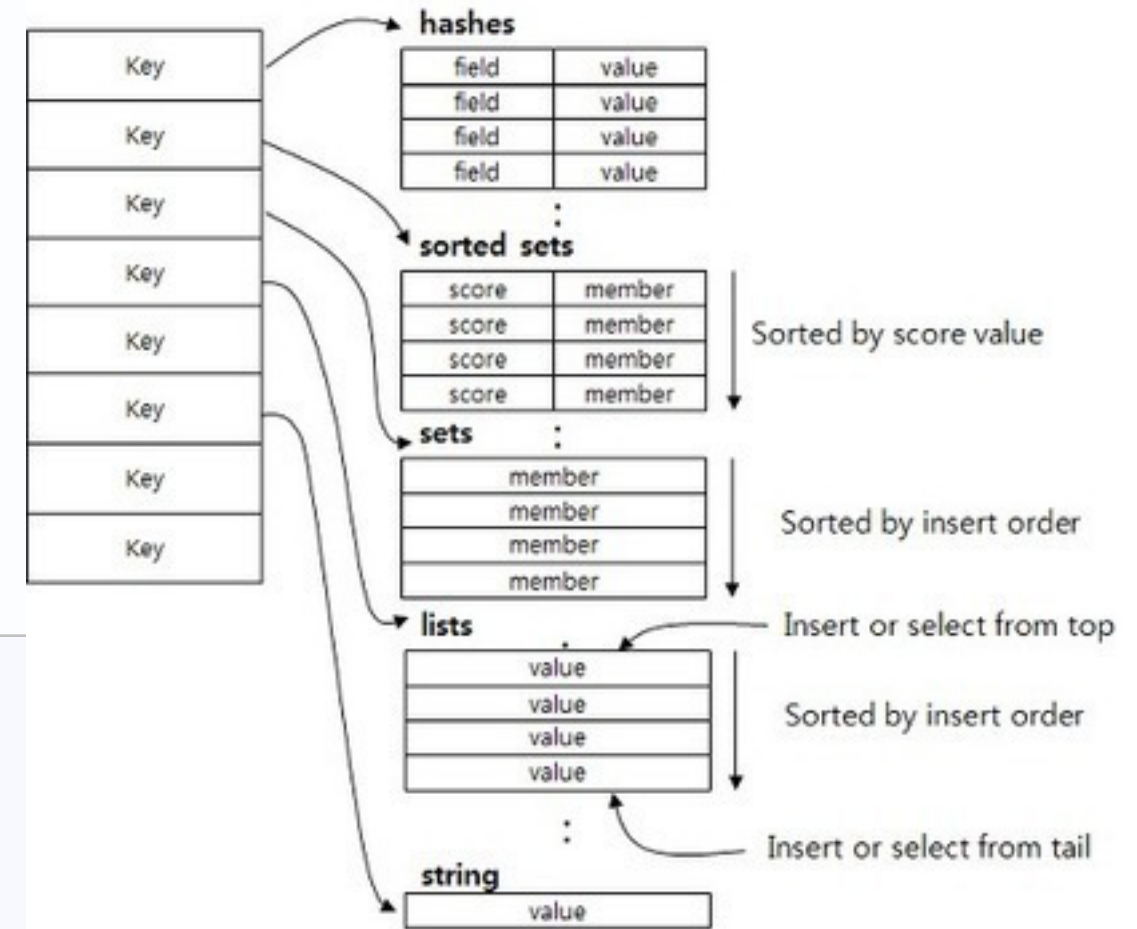 Key
Key
Key
Key
Key
Key
Key
Key
hashes
field value
field value
field value
field value
sorted sets
score member
score member
score member
score member
Sorted by score value
sets
member
member
member
member
Sorted by insert order
lists
Insert or select from top
value
value
value
value
Sorted by insert order
Insert or select from tail
string
value